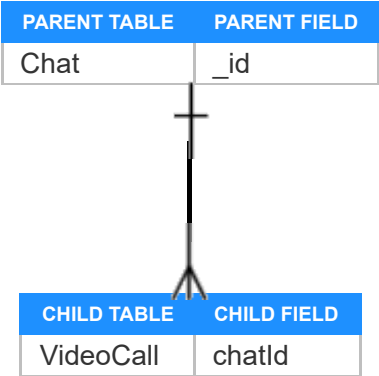 PARENT TABLE PARENT FIELD
Chat _id
CHILD TABLE CHILD FIELD
VideoCall chatId